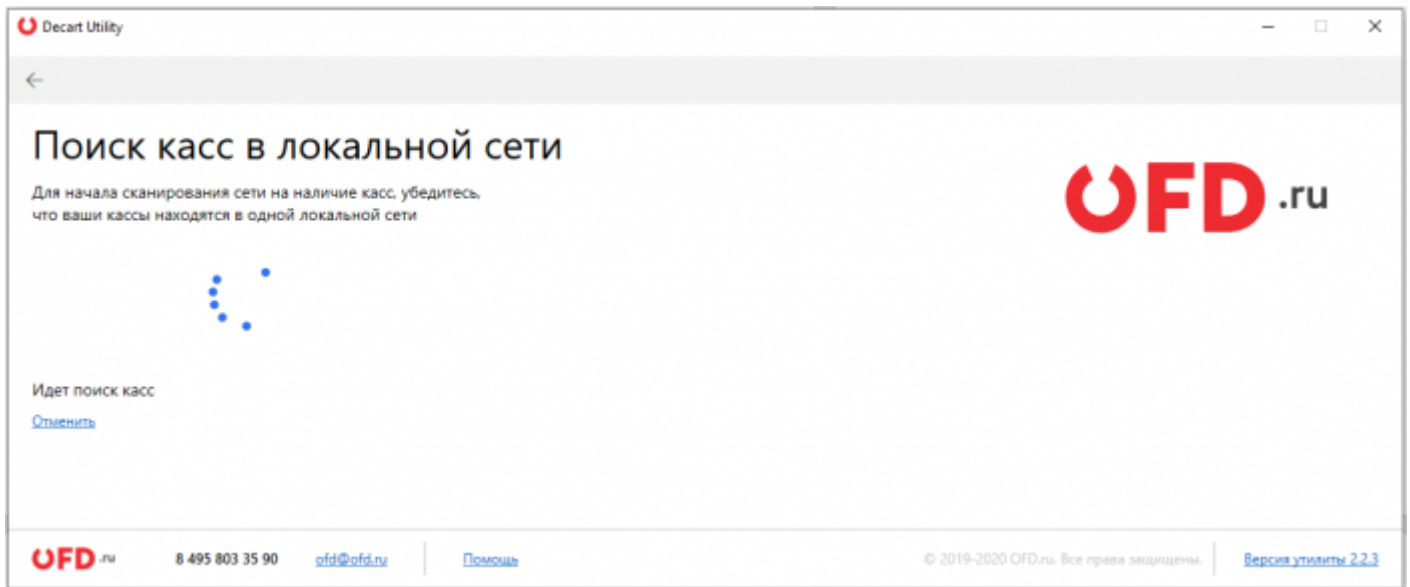 Decart Utility
Поиск касс в локальной сети
Для начала сканирования сети на наличие касс, убедитесь,
что ваши кассы находятся в одной локальной сети
OFD.ru
Идет поиск касс
Отменить
OFD.ru 8 495 803 35 90 ofd@ofd.ru Помощь © 2019-2020 OFD.ru. Все права защищены. Версия утилиты 2.2.3